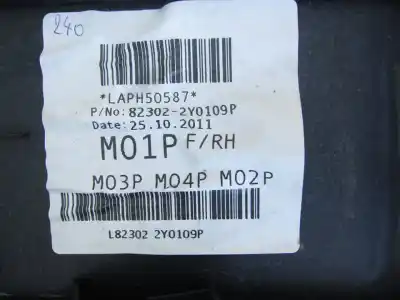 240
*LAPH50587*
P/No: 82302-2Y0109P
Date: 25.10.2011
M01P F/RH
M03P M04P M02P
L82302 2Y0109P